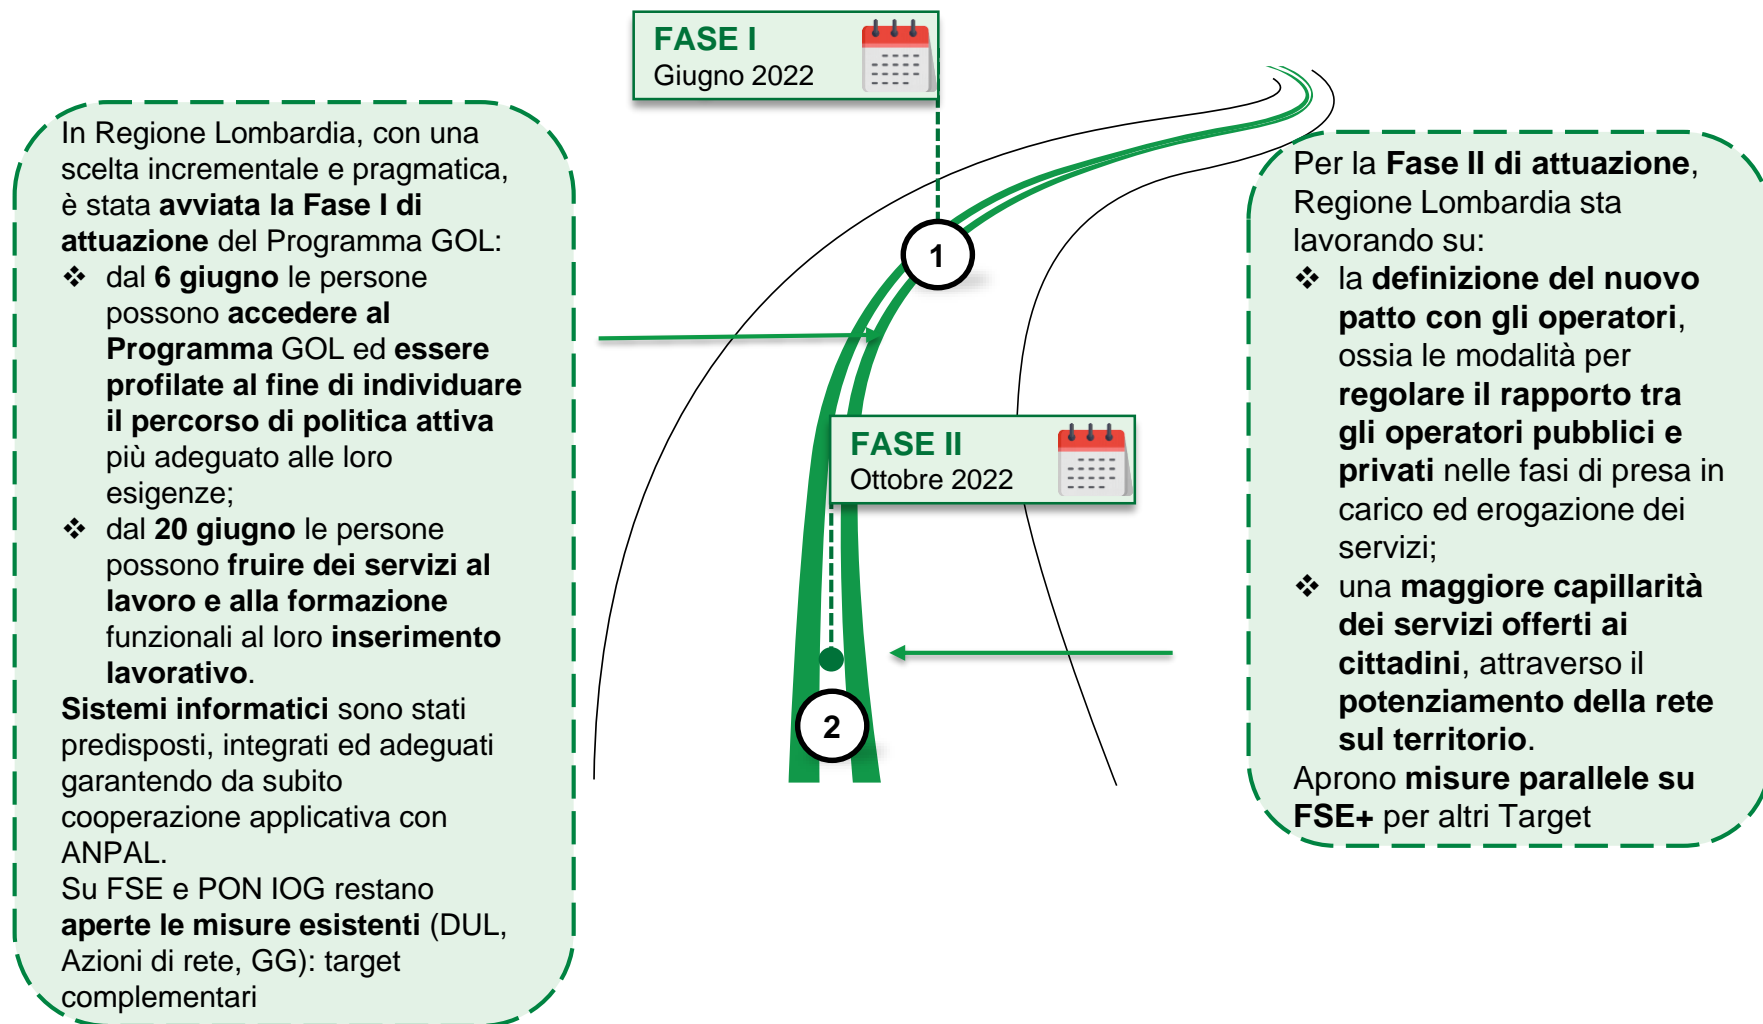 FASE I
Giugno 2022
In Regione Lombardia, con una
scelta incrementale e pragmatica,
è stata avviata la Fase I di
attuazione del Programma GOL:
❖ dal 6 giugno le persone
possono accedere al
Programma GOL ed essere
profilate al fine di individuare
il percorso di politica attiva
più adeguato alle loro
esigenze;
❖ dal 20 giugno le persone
possono fruire dei servizi al
lavoro e alla formazione
funzionali al loro inserimento
lavorativo.
Sistemi informatici sono stati
predisposti, integrati ed adeguati
garantendo da subito
cooperazione applicativa con
ANPAL.
Su FSE e PON IOG restano
aperte le misure esistenti (DUL,
Azioni di rete, GG): target
complementari
1
FASE II
Ottobre 2022
2
Per la Fase II di attuazione,
Regione Lombardia sta
lavorando su:
❖ la definizione del nuovo
patto con gli operatori,
ossia le modalità per
regolare il rapporto tra
gli operatori pubblici e
privati nelle fasi di presa in
carico ed erogazione dei
servizi;
❖ una maggiore capillarità
dei servizi offerti ai
cittadini, attraverso il
potenziamento della rete
sul territorio.
Aprono misure parallele su
FSE+ per altri Target